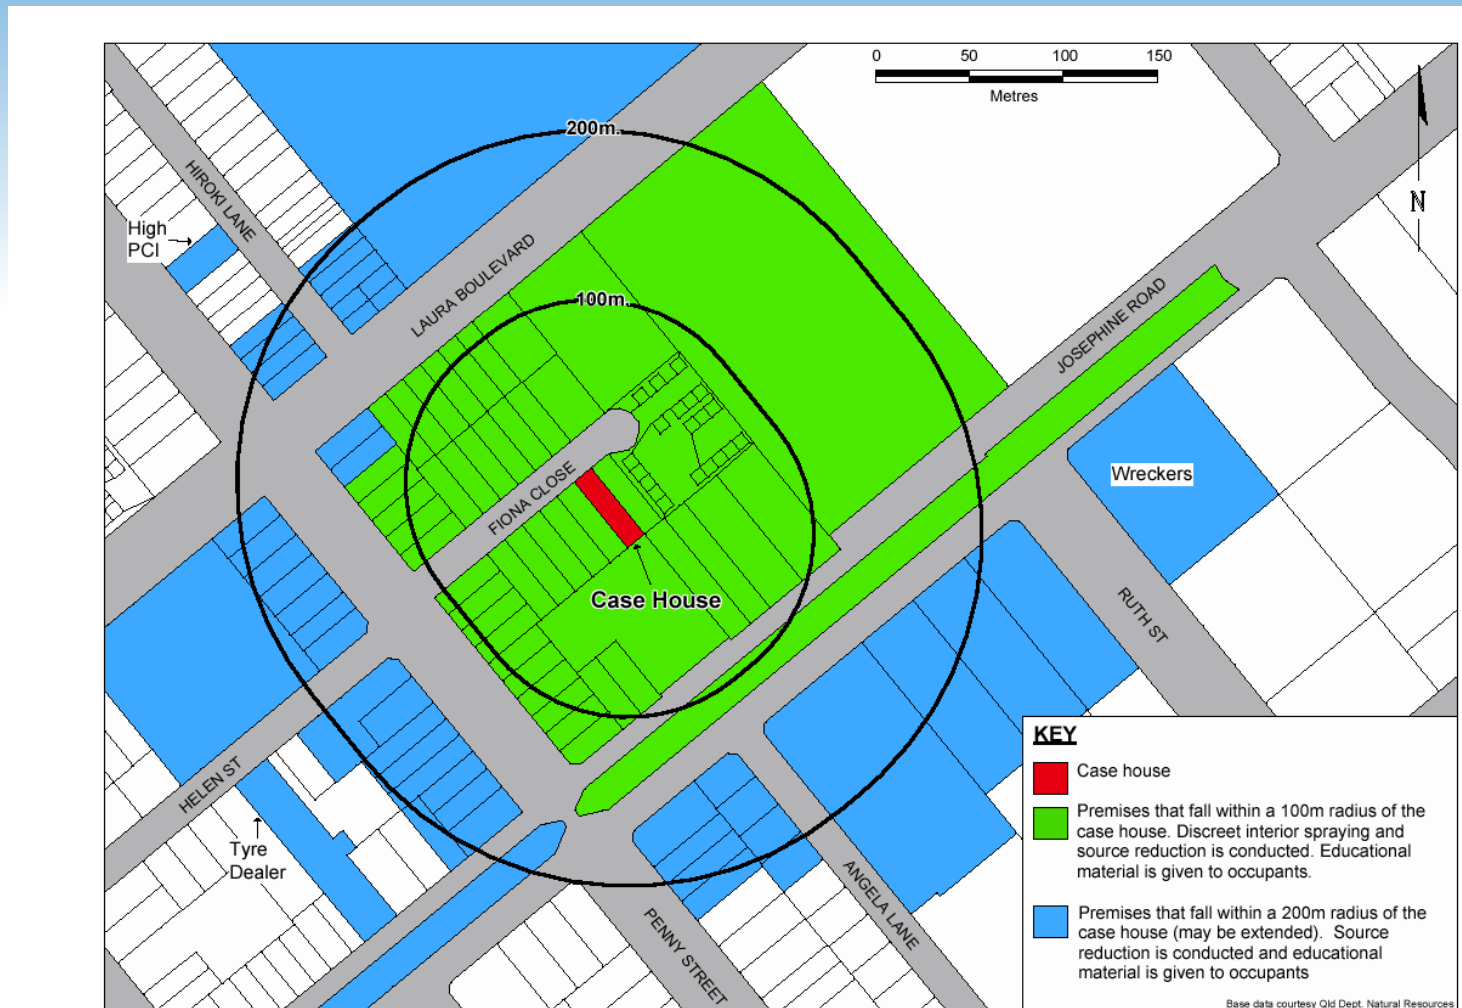 0 50 100 150
Metres
200m.
HIROKI LANE
High
PCI
N
LAURA BOULEVARD
100m.
JOSEPHINE ROAD
Wreckers
FIONA CLOSE
Case House
RUTH ST
HELEN ST
Tyre
Dealer
ANGELA LANE
PENNY STREET
KEY
Case house
Premises that fall within a 100m radius of the
case house. Discreet interior spraying and
source reduction is conducted. Educational
material is given to occupants.
Premises that fall within a 200m radius of the
case house (may be extended). Source
reduction is conducted and educational
material is given to occupants
Base data courtesy Qld Dept. Natural Resources